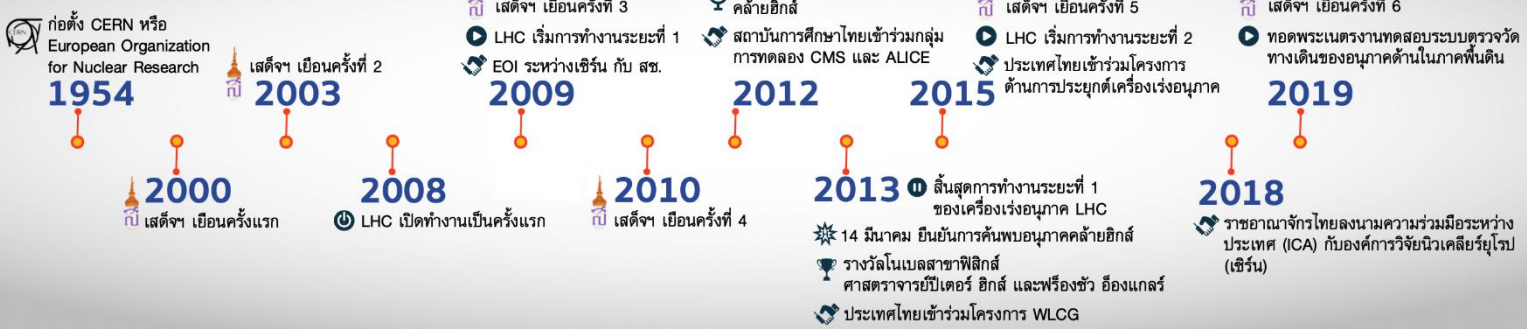 CERN
ก่อตั้ง CERN หรือ
European Organization
for Nuclear Research
1954
2000
เสด็จฯ เยือนครั้งแรก
เสด็จฯ เยือนครั้งที่ 2
2003
2008
LHC เปิดทำงานเป็นครั้งแรก
เสด็จฯ เยือนครั้งที่ 3
LHC เริ่มการทำงานระยะที่ 1
EOI ระหว่างเซิร์น กับ สซ.
2009
2010
เสด็จฯ เยือนครั้งที่ 4
คล้ายฮิกส์
สถาบันการศึกษาไทยเข้าร่วมกลุ่ม
การทดลอง CMS และ ALICE
2012
2013
สิ้นสุดการทำงานระยะที่ 1
ของเครื่องเร่งอนุภาค LHC
14 มีนาคม ยืนยันการค้นพบอนุภาคคล้ายฮิกส์
รางวัลโนเบลสาขาฟิสิกส์
ศาสตราจารย์ปีเตอร์ ฮิกส์ และฟร็องซัว อ็องแกลร์
ประเทศไทยเข้าร่วมโครงการ WLCG
เสด็จฯ เยือนครั้งที่ 5
LHC เริ่มการทำงานระยะที่ 2
ประเทศไทยเข้าร่วมโครงการ
ด้านการประยุกต์เครื่องเร่งอนุภาค
2015
2018
ราชอาณาจักรไทยลงนามความร่วมมือระหว่าง
ประเทศ (ICA) กับองค์การวิจัยนิวเคลียร์ยุโรป
(เซิร์น)
เสด็จฯ เยือนครั้งที่ 6
ทอดพระเนตรงานทดสอบระบบตรวจวัด
ทางเดินของอนุภาคด้านในภาคพื้นดิน
2019